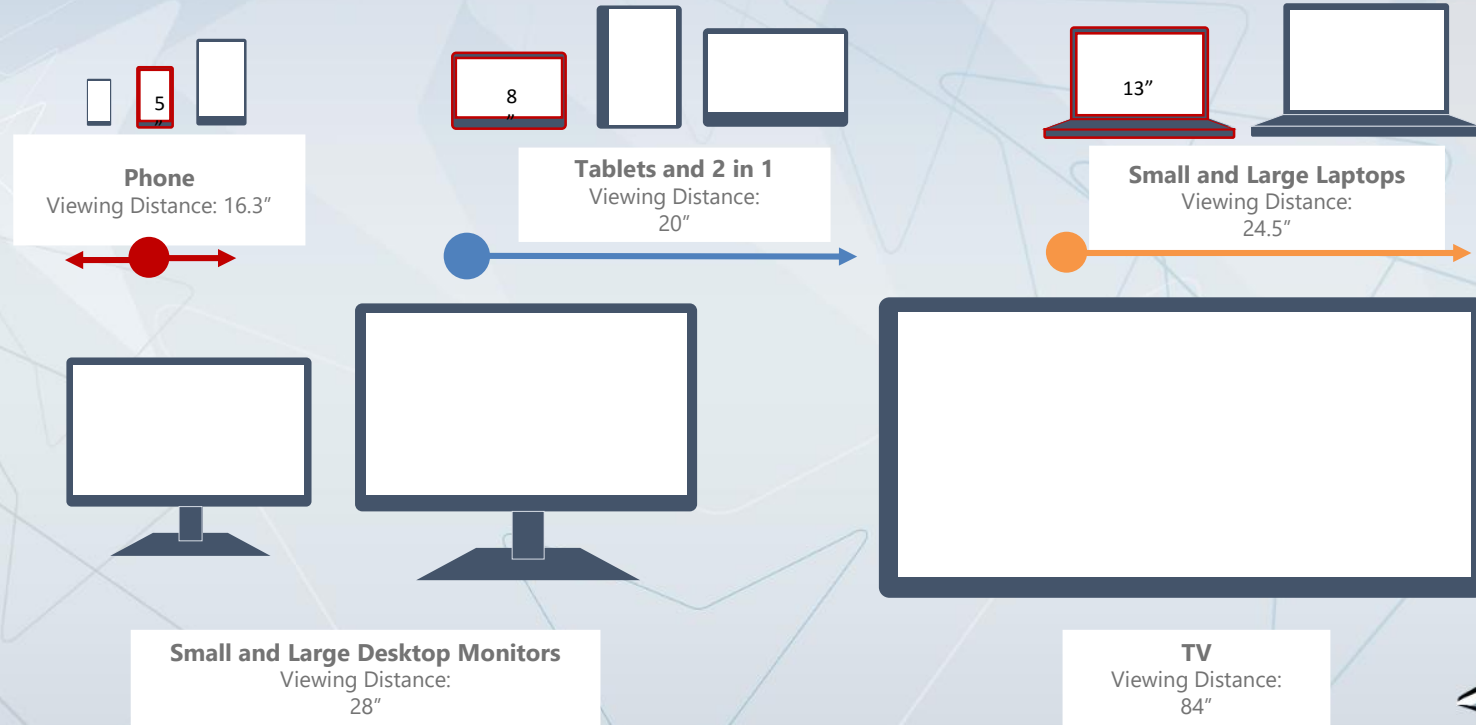 5
"
8
"
13”
Phone
Viewing Distance: 16.3”
Tablets and 2 in 1
Viewing Distance:
20”
Small and Large Laptops
Viewing Distance:
24.5”
Small and Large Desktop Monitors
Viewing Distance:
28”
TV
Viewing Distance:
84”